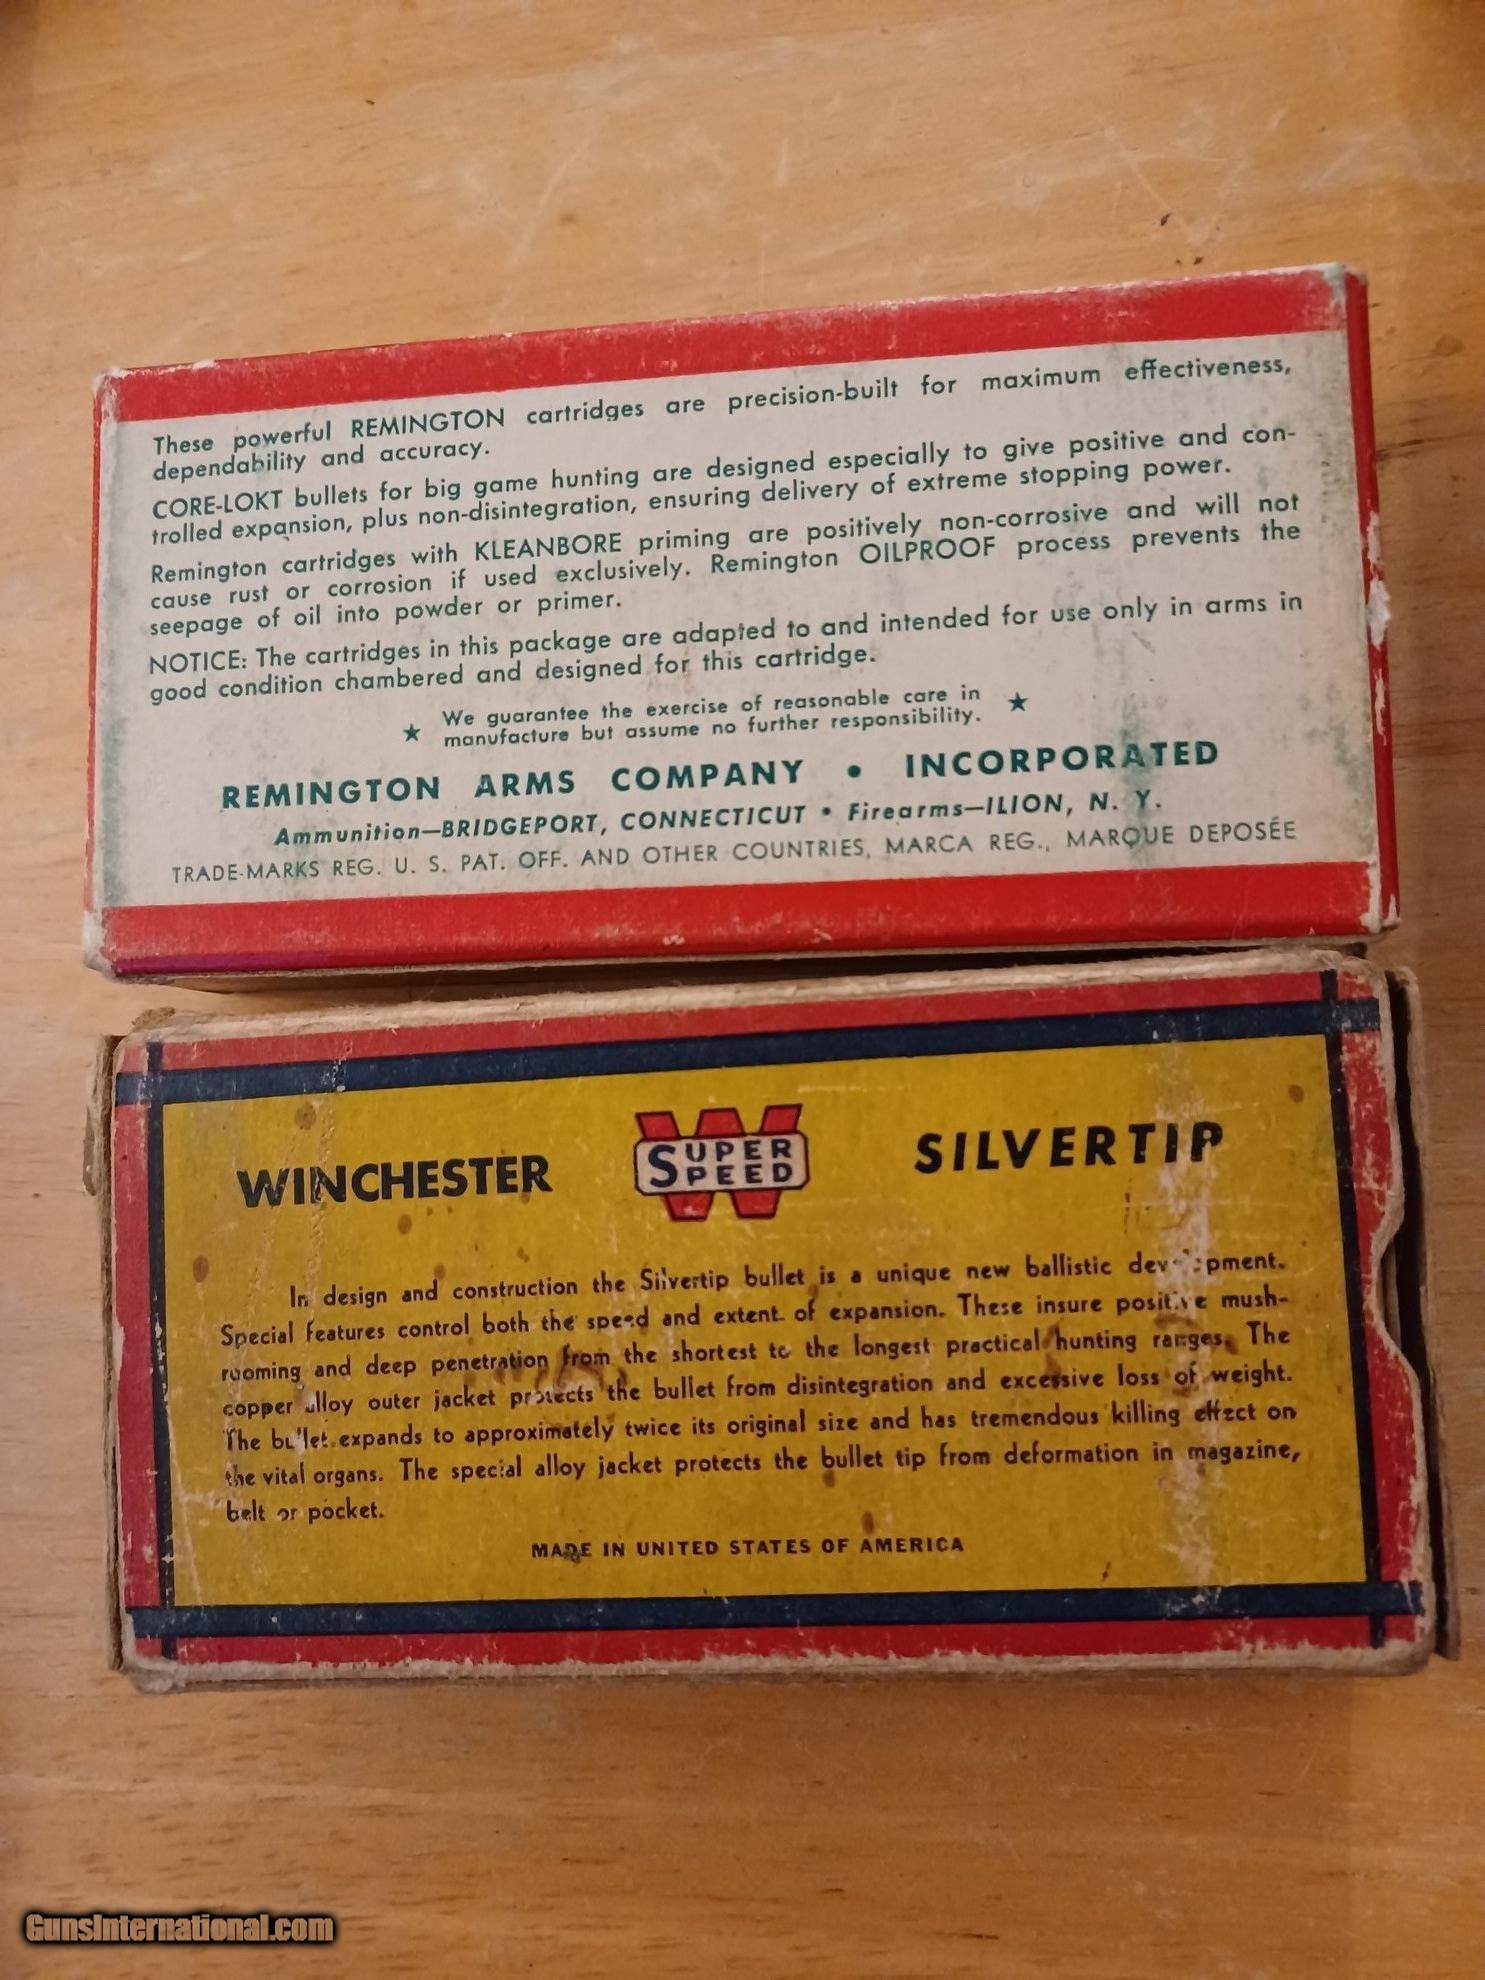 These powerful REMINGTON cartridges are precision-built for maximum effectiveness,
dependability and accuracy.
CORE-LOKT bullets for big game hunting are designed especially to give positive and con-
trolled expansion, plus non-disintegration, ensuring delivery of extreme stopping power.
Remington cartridges with KLEANBORE priming are positively non-corrosive and will not
cause rust or corrosion if used exclusively. Remington OILPROOF process prevents the
seepage of oil into powder or primer.
NOTICE: The cartridges in this package are adapted to and intended for use only in arms in
good condition chambered and designed for this cartridge.
★ We guarantee the exercise of reasonable care in ★
manufacture but assume no further responsibility.
REMINGTON ARMS COMPANY • INCORPORATED
Ammunition—BRIDGEPORT, CONNECTICUT • Firearms—ILION, N. Y.
TRADE-MARKS REG. U. S. PAT. OFF. AND OTHER COUNTRIES, MARCA REG., MARQUE DEPOSÉE
WINCHESTER W SUPER SPEED SILVERTIP
In design and construction the Silvertip bullet is a unique new ballistic development.
Special features control both the speed and extent of expansion. These insure positive mush-
rooming and deep penetration from the shortest to the longest practical hunting ranges. The
copper alloy outer jacket protects the bullet from disintegration and excessive loss of weight.
The bullet expands to approximately twice its original size and has tremendous killing effect on
the vital organs. The special alloy jacket protects the bullet tip from deformation in magazine,
belt or pocket.
MADE IN UNITED STATES OF AMERICA
GunsInternational.com